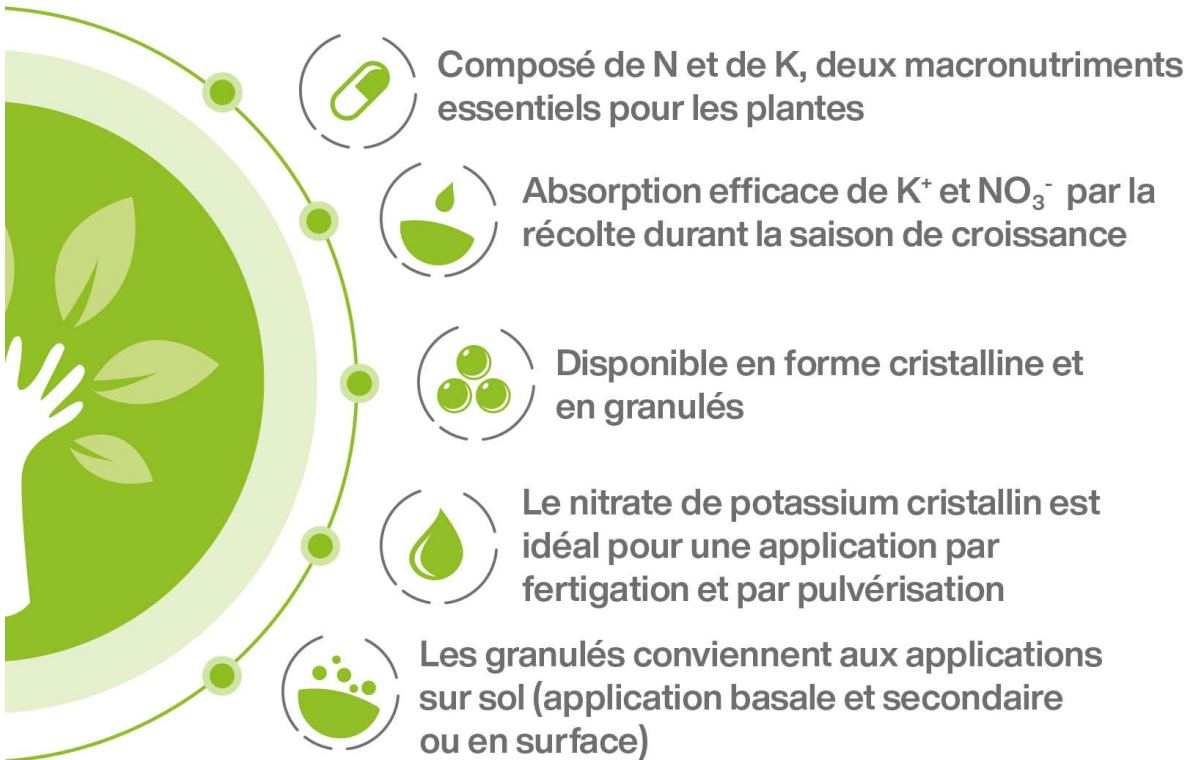 Composé de N et de K, deux macronutriments
essentiels pour les plantes
Absorption efficace de K⁺ et NO₃⁻ par la
récolte durant la saison de croissance
Disponible en forme cristalline et
en granulés
Le nitrate de potassium cristallin est
idéal pour une application par
fertigation et par pulvérisation
Les granulés conviennent aux applications
sur sol (application basale et secondaire
ou en surface)